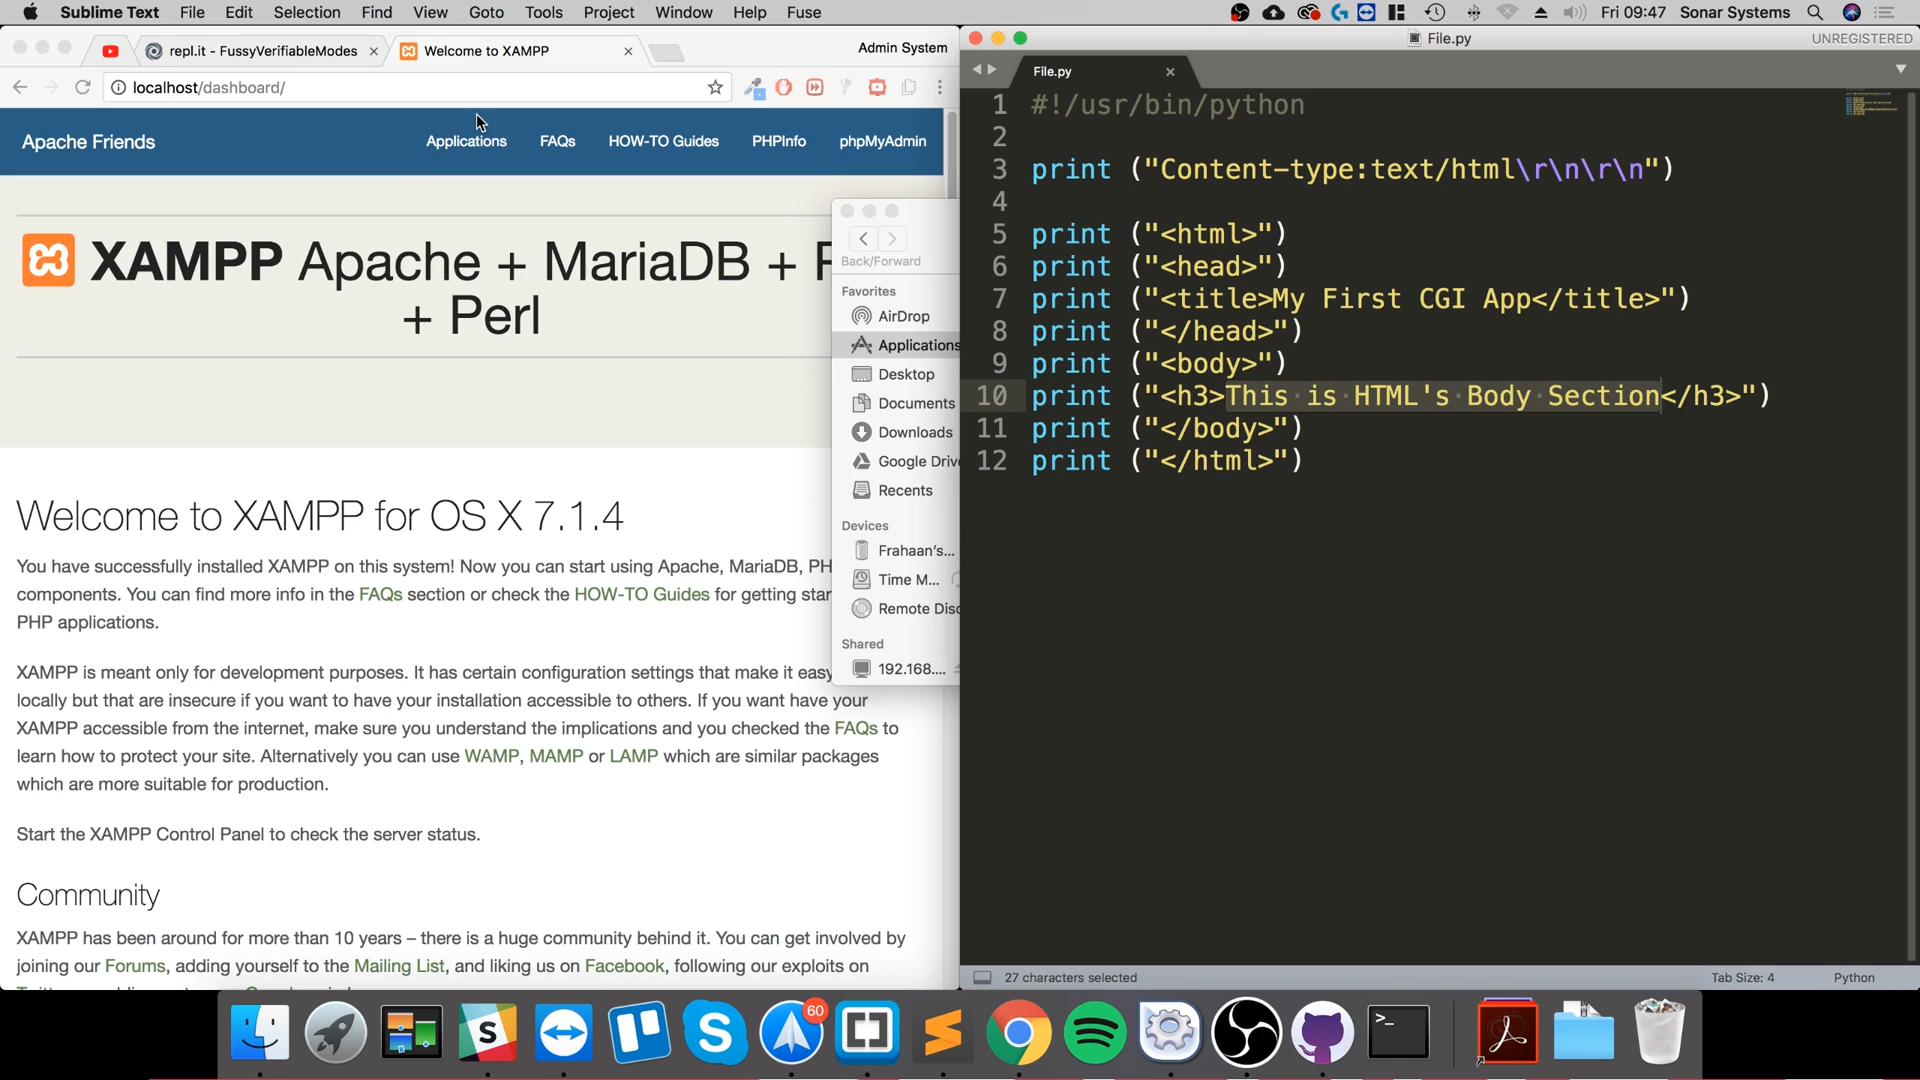 Sublime Text File Edit Selection Find View Goto Tools Project Window Help Fuse Fri 09:47 Sonar Systems
repl.it - FussyVerifiableModes
Welcome to XAMPP
Admin System
localhost/dashboard/
Apache Friends
Applications FAQs HOW-TO Guides PHPInfo phpMyAdmin
XAMPP Apache + MariaDB +
+ Perl
Welcome to XAMPP for OS X 7.1.4
You have successfully installed XAMPP on this system! Now you can start using Apache, MariaDB, PH
components. You can find more info in the FAQs section or check the HOW-TO Guides for getting star
PHP applications.
XAMPP is meant only for development purposes. It has certain configuration settings that make it easy
locally but that are insecure if you want to have your installation accessible to others. If you want have your
XAMPP accessible from the internet, make sure you understand the implications and you checked the FAQs to
learn how to protect your site. Alternatively you can use WAMP, MAMP or LAMP which are similar packages
which are more suitable for production.
Start the XAMPP Control Panel to check the server status.
Community
XAMPP has been around for more than 10 years – there is a huge community behind it. You can get involved by
joining our Forums, adding yourself to the Mailing List, and liking us on Facebook, following our exploits on
Back/Forward
Favorites
AirDrop
Applications
Desktop
Documents
Downloads
Google Drive
Recents
Devices
Frahaan's...
Time M...
Remote Disc
Shared
192.168....
File.py
UNREGISTERED
File.py
1 #!/usr/bin/python
2
3 print ("Content-type:text/html\r\n\r\n")
4
5 print ("<html>")
6 print ("<head>")
7 print ("<title>My First CGI App</title>")
8 print ("</head>")
9 print ("<body>")
10 print ("<h3>This is HTML's Body Section</h3>")
11 print ("</body>")
12 print ("</html>")
27 characters selected
Tab Size: 4
Python
60